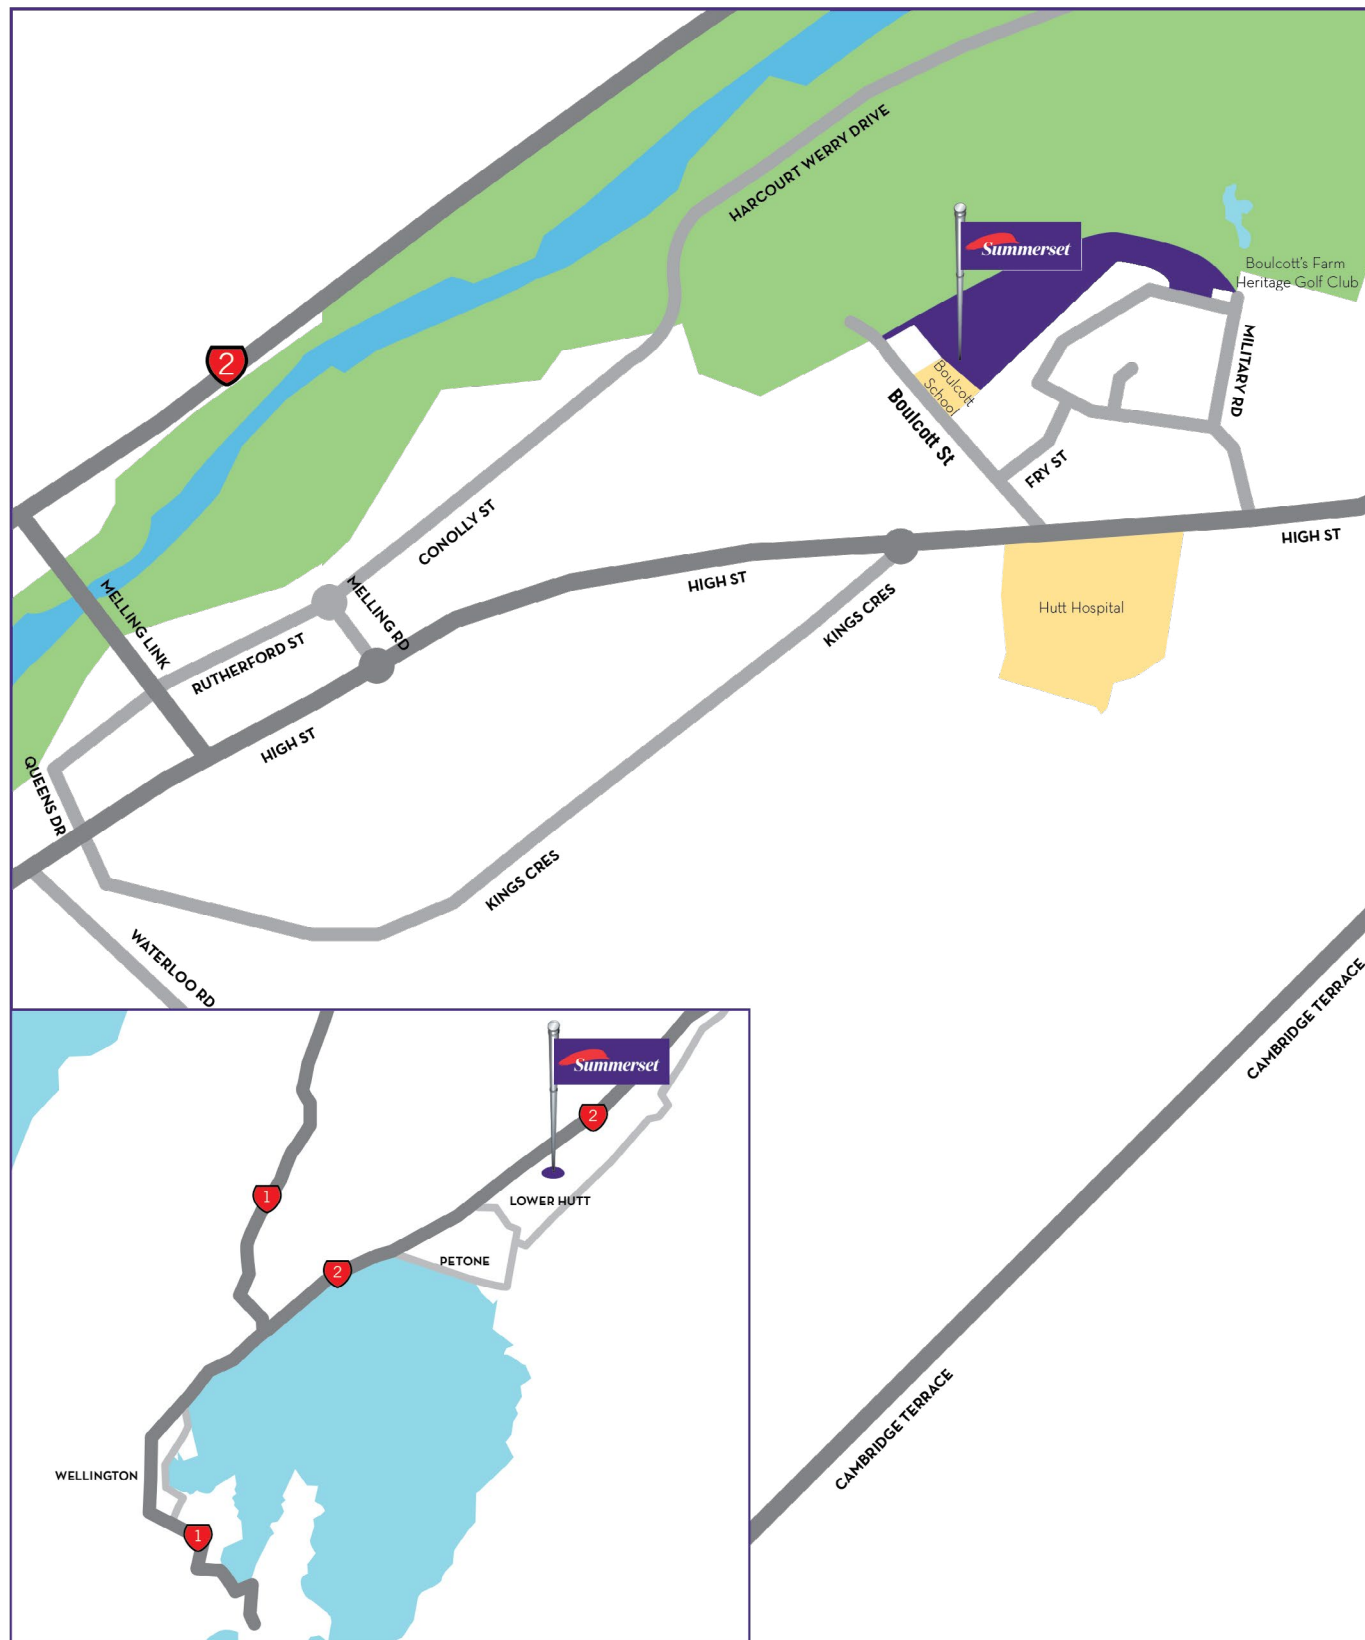 HARCOURT WERRY DRIVE
Summerset
Boulcott's Farm
Heritage Golf Club
2
MILITARY RD
Boulcott
School
Boulcott St
FRY ST
CONOLLY ST
HIGH ST
HIGH ST
MELLING RD
MELLING LINK
KINGS CRES
Hutt Hospital
RUTHERFORD ST
HIGH ST
QUEENS DR
KINGS CRES
WATERLOO RD
CAMBRIDGE TERRACE
CAMBRIDGE TERRACE
Summerset
2
1
LOWER HUTT
PETONE
2
WELLINGTON
1